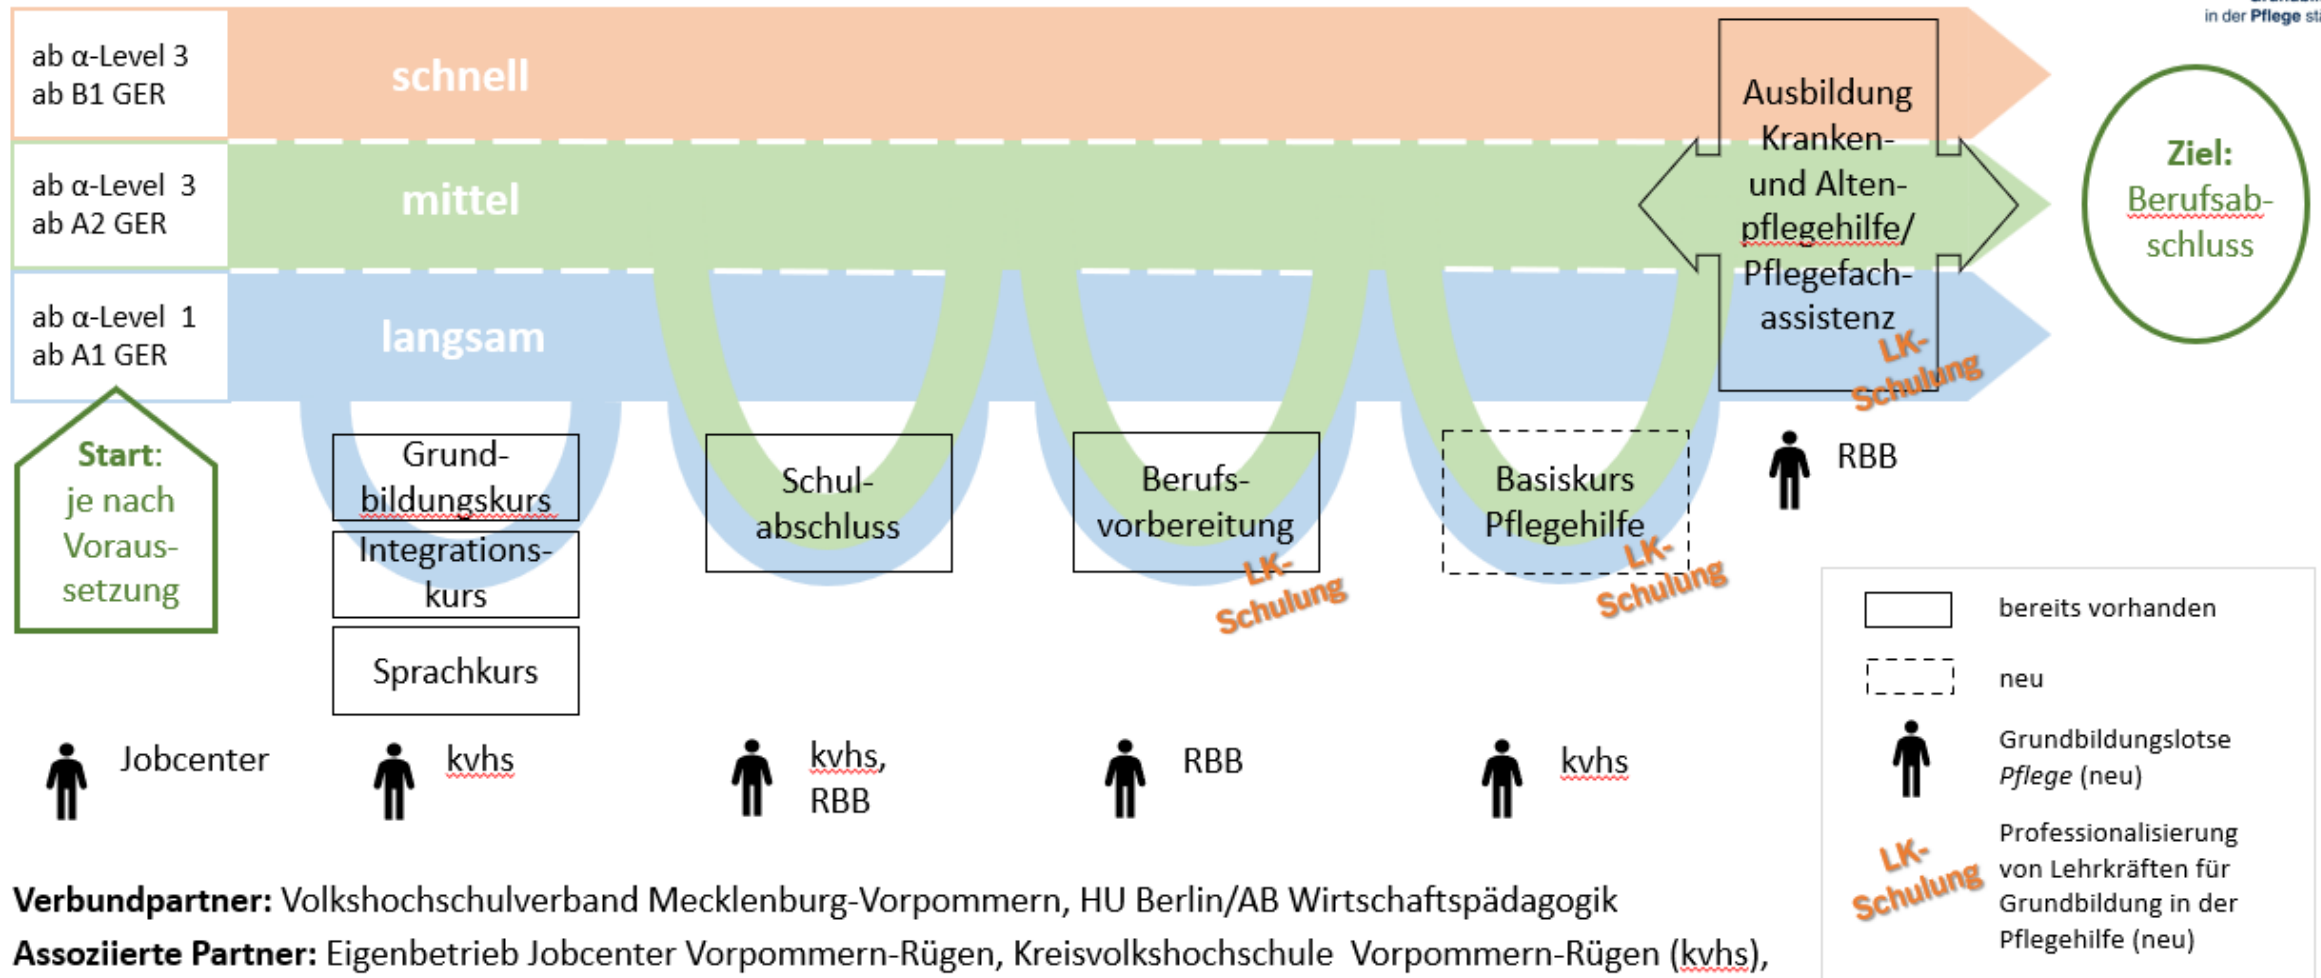 in der Pflege
ab α-Level 3
ab B1 GER
schnell
ab α-Level 3
ab A2 GER
mittel
ab α-Level 1
ab A1 GER
langsam
Ausbildung
Kranken-
und Alten-
pflegehilfe/
Pflegefach-
assistenz
LK-
Schulung
Ziel:
Berufsab-
schluss
Start:
je nach
Voraus-
setzung
Grund-
bildungskurs
Integrations-
kurs
Sprachkurs
Schul-
abschluss
Berufs-
vorbereitung
LK-
Schulung
Basiskurs
Pflegehilfe
LK-
Schulung
RBB
Jobcenter
kvhs
kvhs,
RBB
RBB
kvhs
bereits vorhanden
neu
Grundbildungslotse
Pflege (neu)
LK-
Schulung
Professionalisierung
von Lehrkräften für
Grundbildung in der
Pflegehilfe (neu)
Verbundpartner: Volkshochschulverband Mecklenburg-Vorpommern, HU Berlin/AB Wirtschaftspädagogik
Assoziierte Partner: Eigenbetrieb Jobcenter Vorpommern-Rügen, Kreisvolkshochschule Vorpommern-Rügen (kvhs),